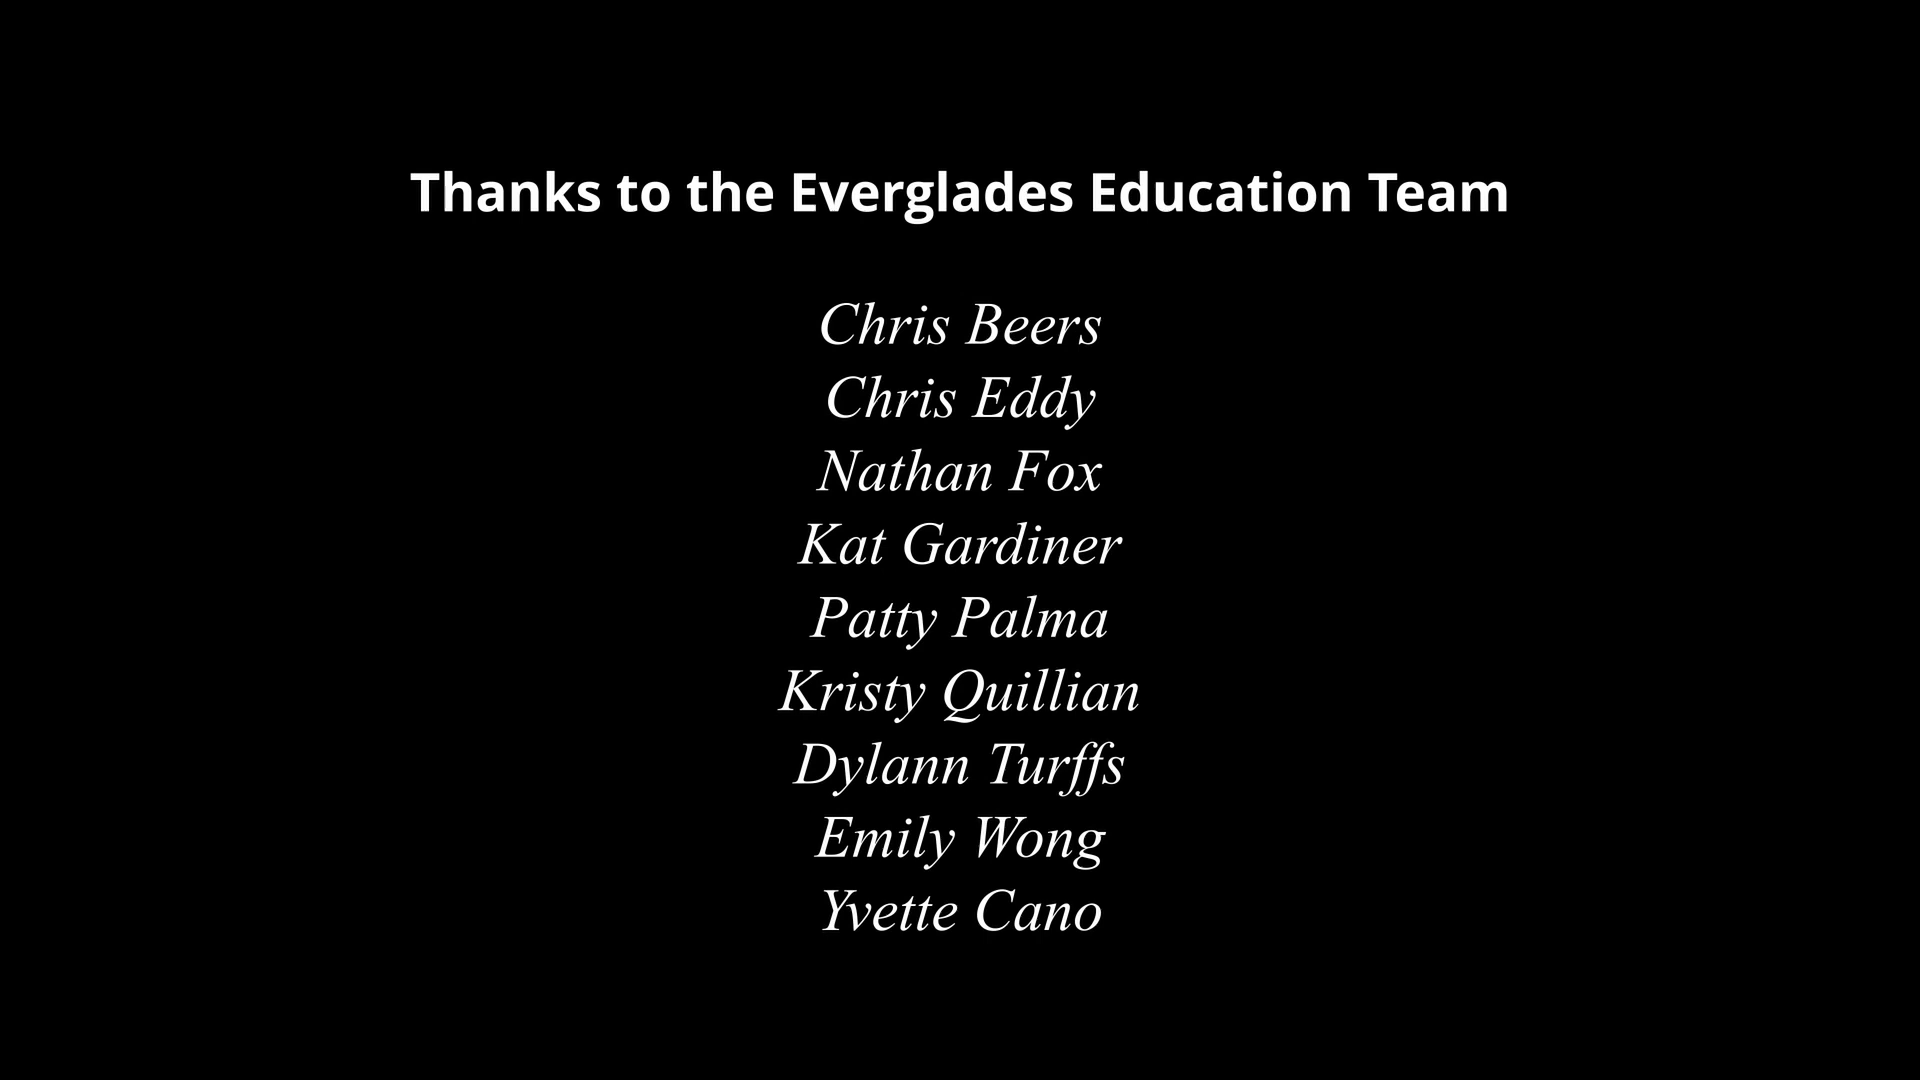 Thanks to the Everglades Education Team
Chris Beers
Chris Eddy
Nathan Fox
Kat Gardiner
Patty Palma
Kristy Quillian
Dylann Turffs
Emily Wong
Yvette Cano